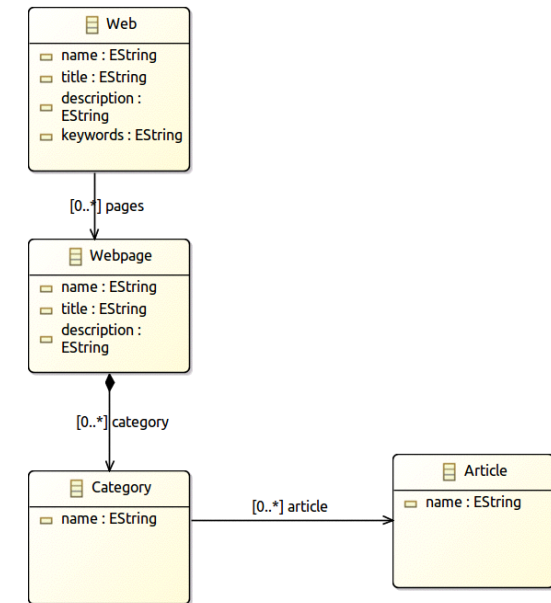 Web
name : EString
title : EString
description :
EString
keywords : EString
[0..*] pages
Webpage
name : EString
title : EString
description :
EString
[0..*] category
Category
name : EString
[0..*] article
Article
name : EString